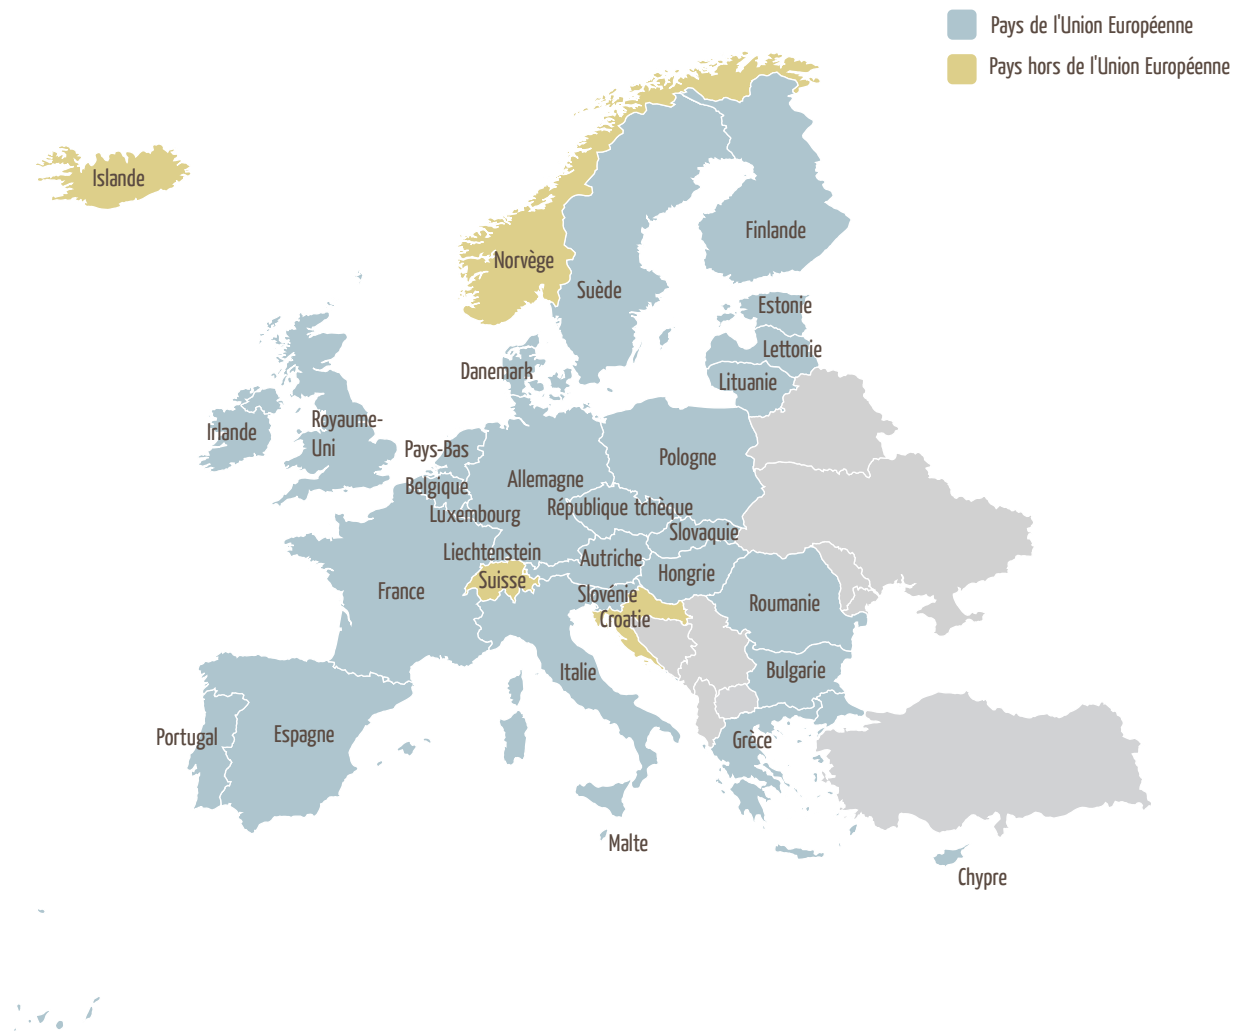 Pays de l'Union Européenne
Pays hors de l'Union Européenne
Islande
Norvège
Finlande
Suède
Estonie
Lettonie
Danemark
Lituanie
Irlande
Royaume-
Uni
Pays-Bas
Pologne
Allemagne
Belgique
République tchèque
Luxembourg
Slovaquie
Liechtenstein
Autriche
Suisse
Hongrie
France
Slovénie
Roumanie
Croatie
Italie
Bulgarie
Portugal
Espagne
Grèce
Malte
Chypre